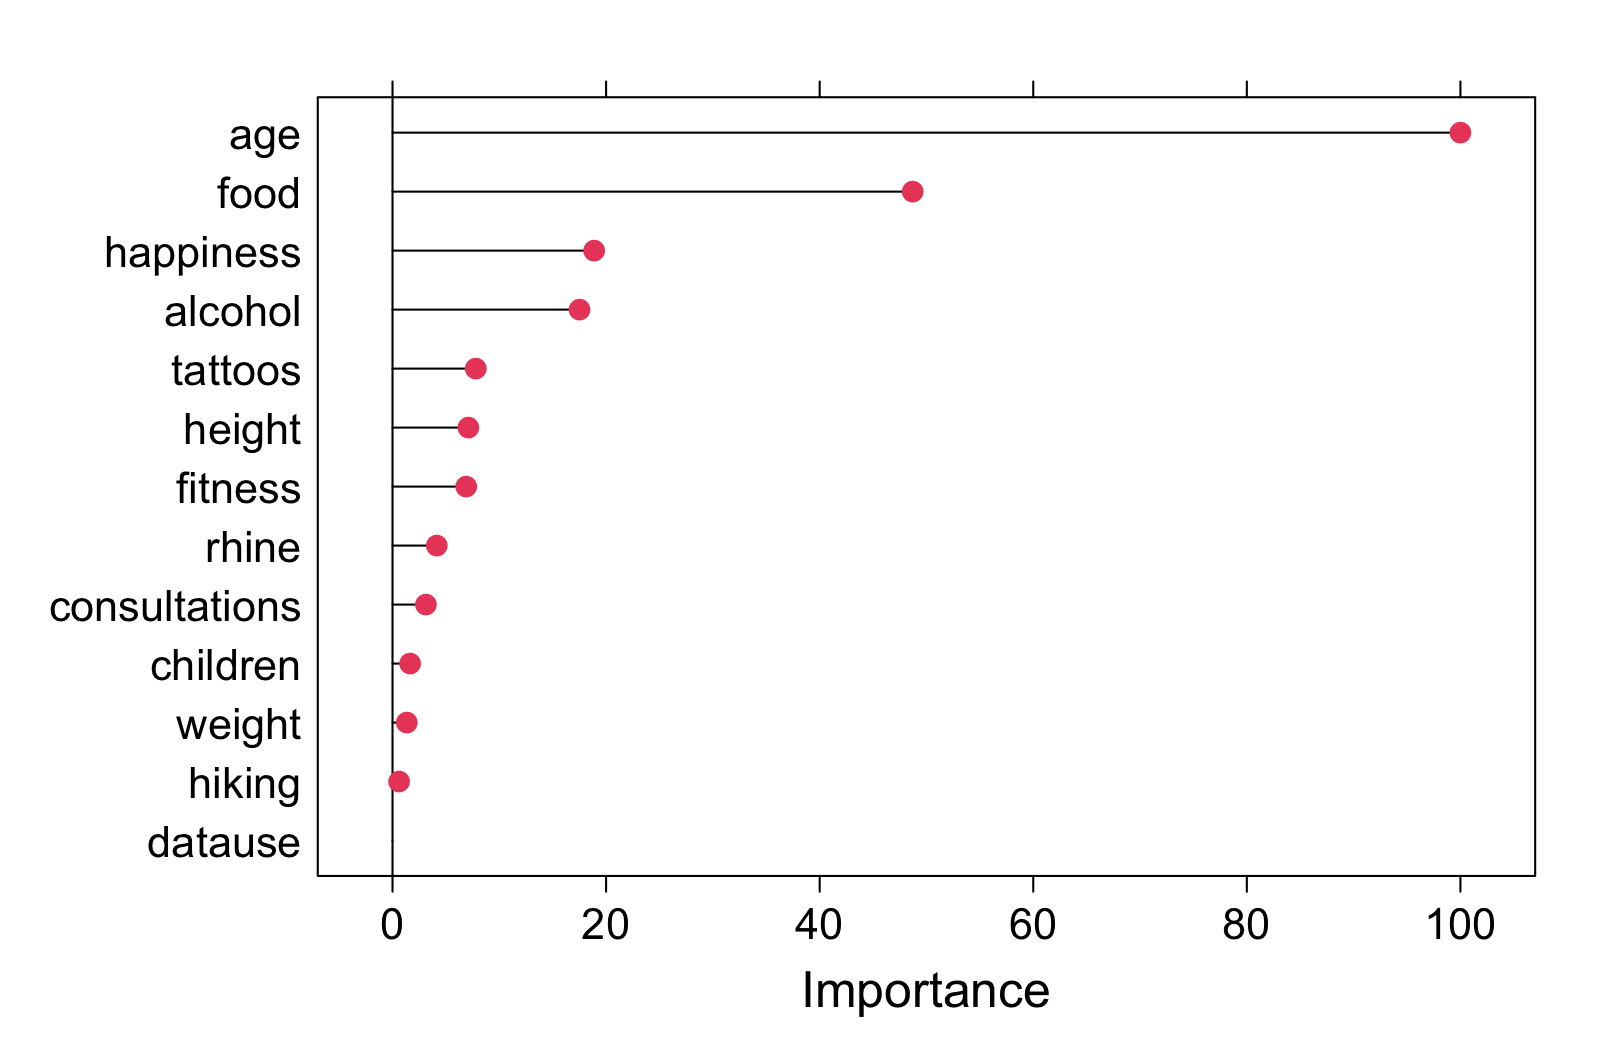 age
food
happiness
alcohol
tattoos
height
fitness
rhine
consultations
children
weight
hiking
datause
0 20 40 60 80 100
Importance